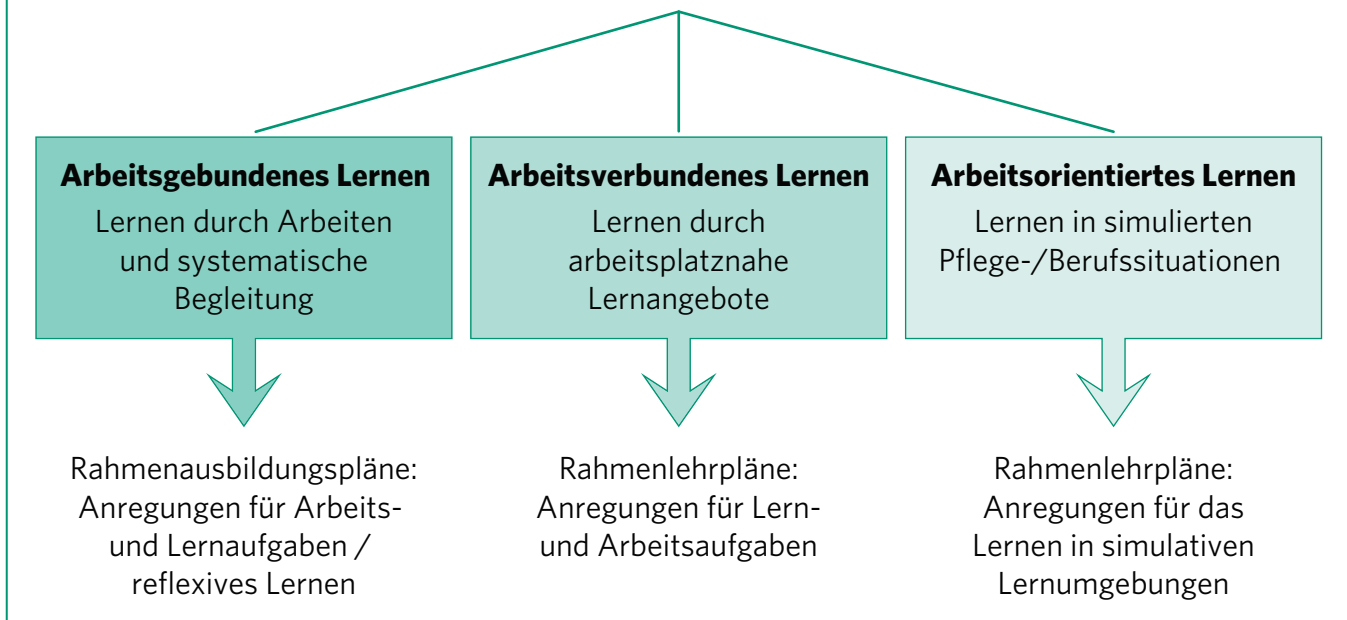 Arbeitsgebundenes Lernen
Lernen durch Arbeiten
und systematische
Begleitung
Arbeitsverbundenes Lernen
Lernen durch
arbeitsplatznahe
Lernangebote
Arbeitsorientiertes Lernen
Lernen in simulierten
Pflege-/Berufssituationen
Rahmenausbildungspläne:
Anregungen für Arbeits-
und Lernaufgaben /
reflexives Lernen
Rahmenlehrpläne:
Anregungen für Lern-
und Arbeitsaufgaben
Rahmenlehrpläne:
Anregungen für das
Lernen in simulativen
Lernumgebungen